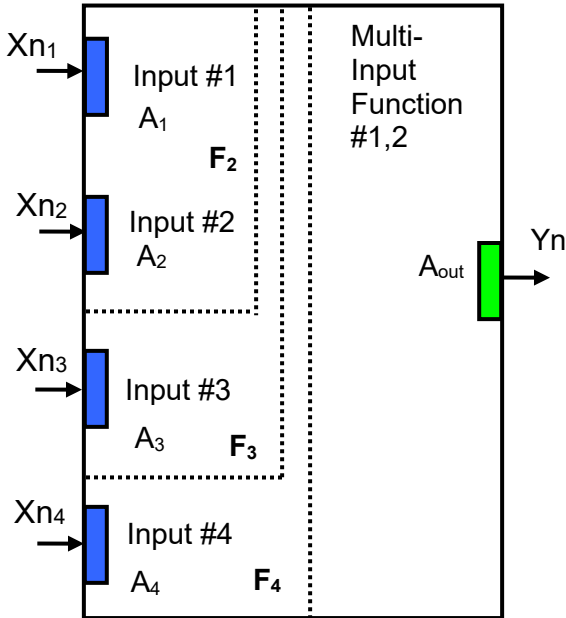 Xn₁
Input #1
A₁
F₂
Xn₂
Input #2
A₂
Xn₃
Input #3
A₃
F₃
Xn₄
Input #4
A₄
F₄
Multi-
Input
Function
#1,2
Aout
Yn